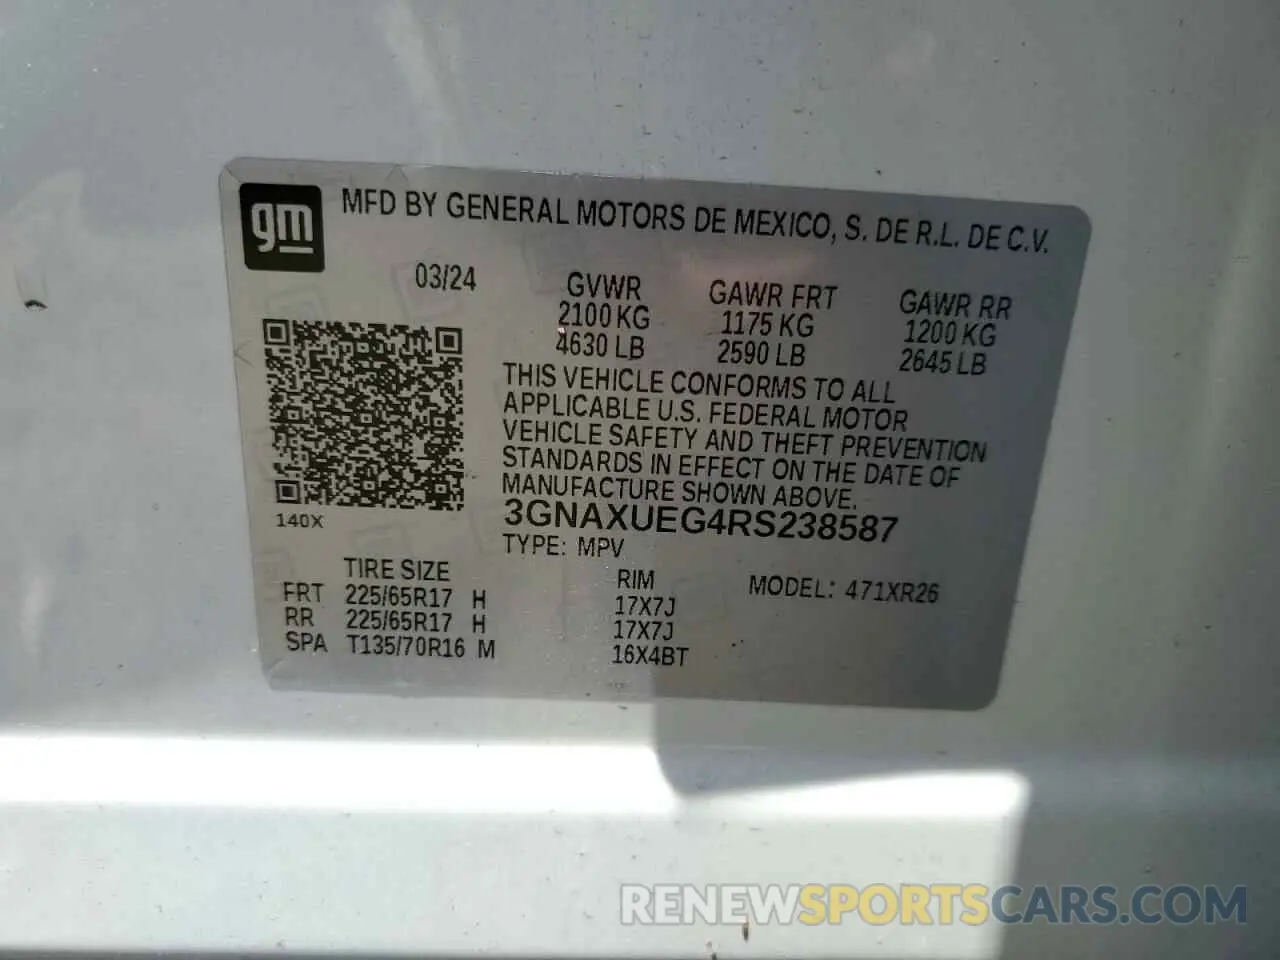 gm MFD BY GENERAL MOTORS DE MEXICO, S. DE R.L. DE C.V.
03/24 GVWR GAWR FRT GAWR RR
2100 KG 1175 KG 1200 KG
4630 LB 2590 LB 2645 LB
THIS VEHICLE CONFORMS TO ALL
APPLICABLE U.S. FEDERAL MOTOR
VEHICLE SAFETY AND THEFT PREVENTION
STANDARDS IN EFFECT ON THE DATE OF
MANUFACTURE SHOWN ABOVE.
140X 3GNAXUEG4RS238587
TYPE: MPV
TIRE SIZE RIM MODEL: 471XR26
FRT 225/65R17 H 17X7J
RR 225/65R17 H 17X7J
SPA T135/70R16 M 16X4BT
RENEWSPORTSCARS.COM